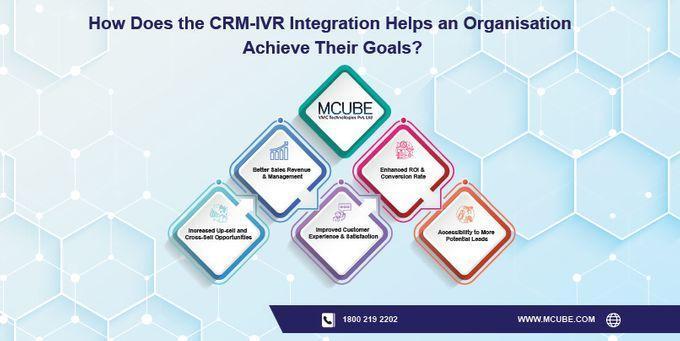 How Does the CRM-IVR Integration Helps an Organisation
Achieve Their Goals?
MCUBE
VMC Technologies Pvt. Ltd
Better Sales Revenue
& Management
Enhanced ROI &
Conversion Rate
Increased Up-sell and
Cross-Sell Opportunities
Improved Customer
Experience & Satisfaction
Accessibility to More
Potential Leads
1800 219 2202
WWW.MCUBE.COM